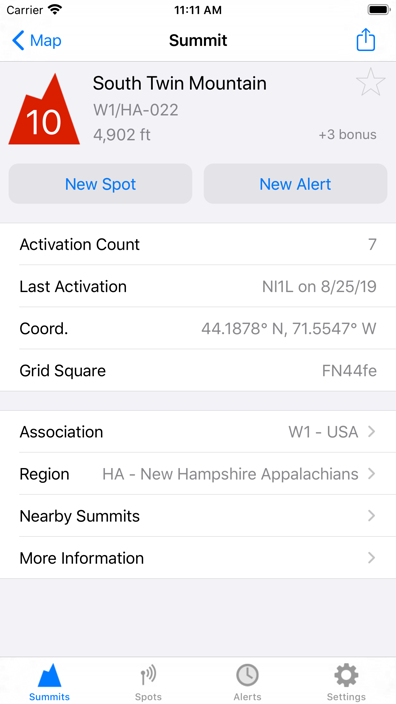 Carrier 11:11 AM
Map Summit
South Twin Mountain
10
W1/HA-022
4,902 ft +3 bonus
New Spot New Alert
Activation Count 7
Last Activation NI1L on 8/25/19
Coord. 44.1878° N, 71.5547° W
Grid Square FN44fe
Association W1 - USA
Region HA - New Hampshire Appalachians
Nearby Summits
More Information
Summits Spots Alerts Settings